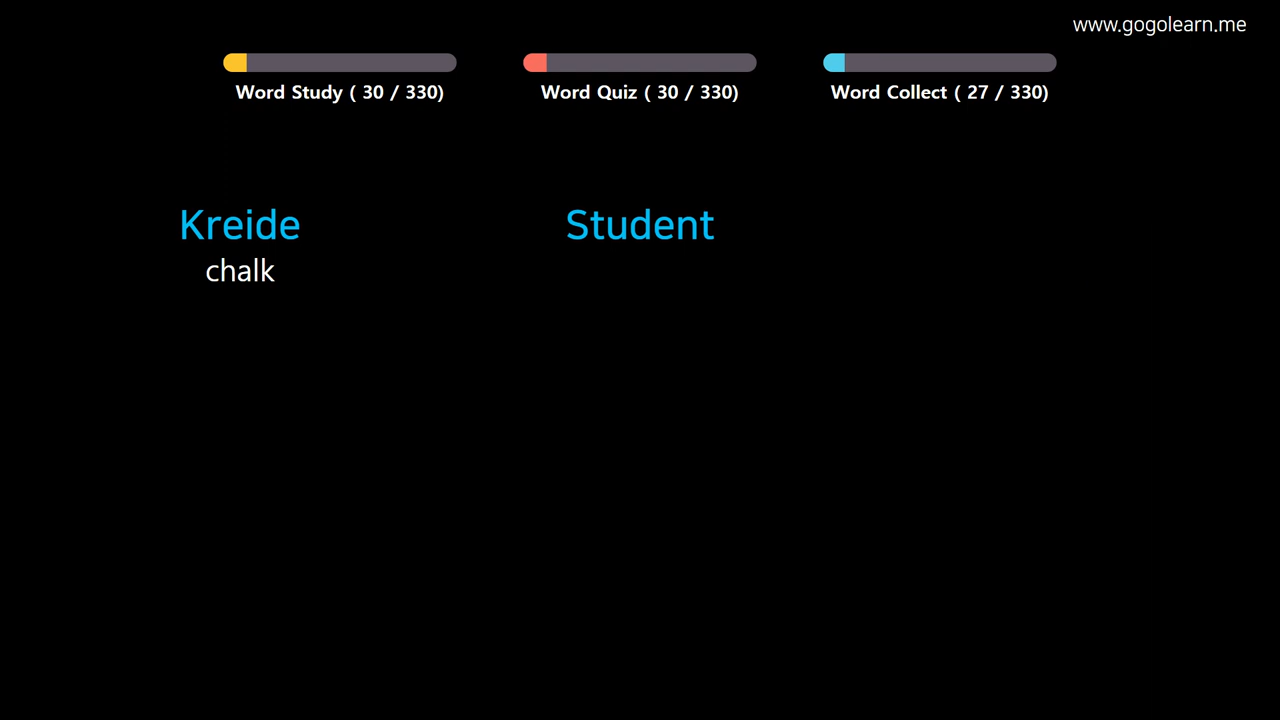 www.gogolearn.me
Word Study ( 30 / 330)
Word Quiz ( 30 / 330)
Word Collect ( 27 / 330)
Kreide
chalk
Student